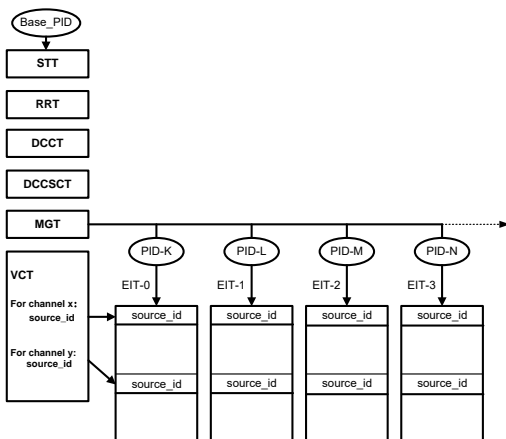 Base_PID
STT
RRT
DCCT
DCCSCT
MGT
PID-K
PID-L
PID-M
PID-N
EIT-0
EIT-1
EIT-2
EIT-3
VCT
For channel x:
source_id
source_id
source_id
source_id
source_id
For channel y:
source_id
source_id
source_id
source_id
source_id